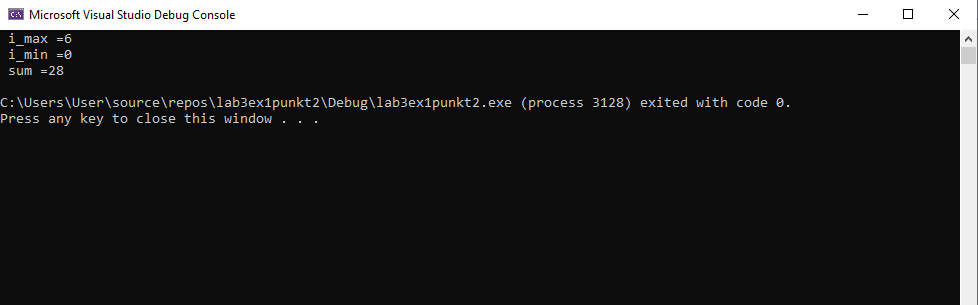 Microsoft Visual Studio Debug Console
i_max =6
i_min =0
sum =28
C:\Users\User\source\repos\lab3ex1punkt2\Debug\lab3ex1punkt2.exe (process 3128) exited with code 0.
Press any key to close this window . . .